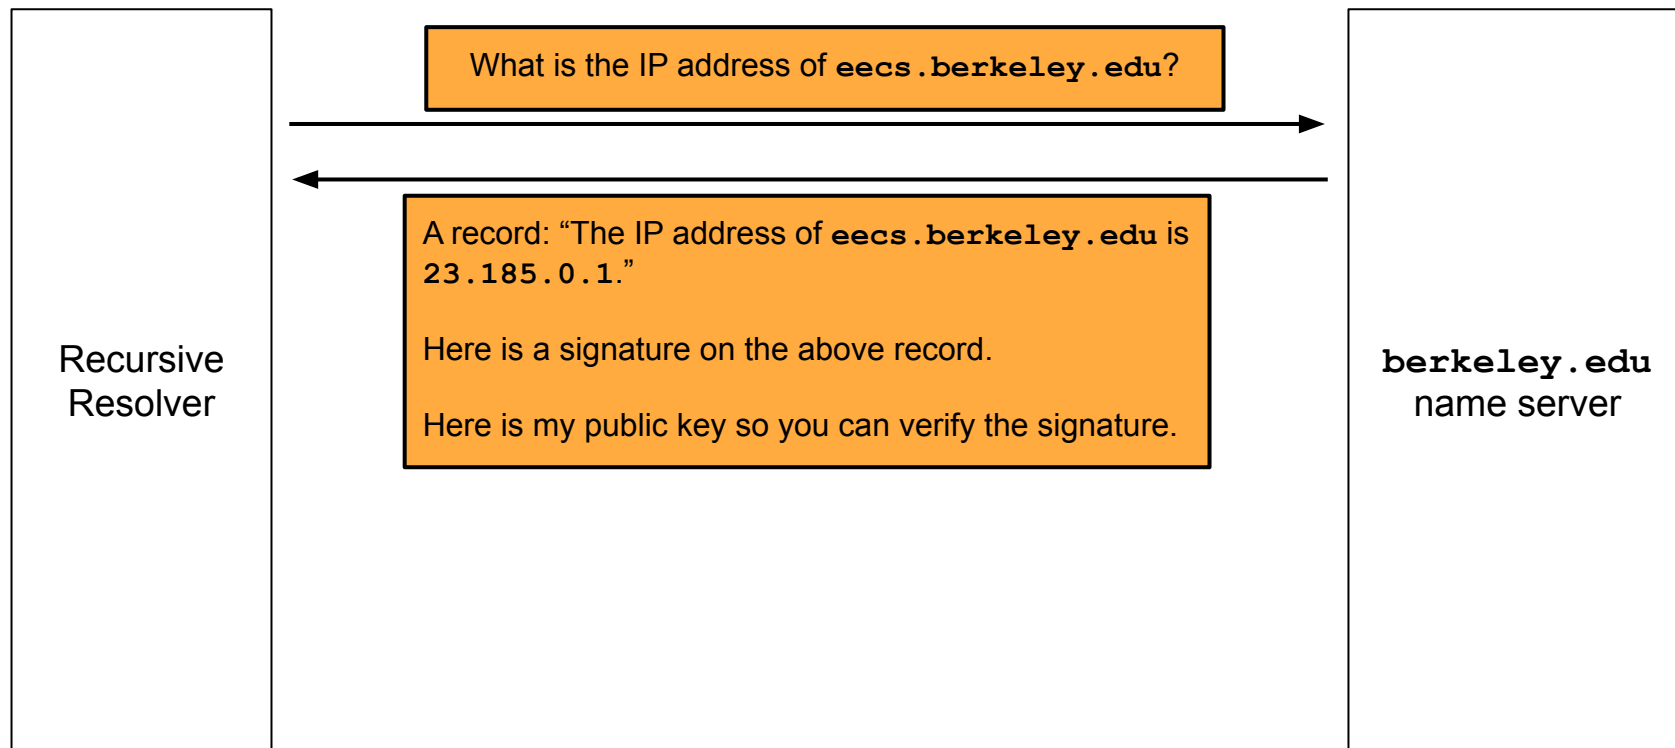 What is the IP address of eecs.berkeley.edu?
A record: “The IP address of eecs.berkeley.edu is
23.185.0.1.”
Here is a signature on the above record.
Here is my public key so you can verify the signature.
Recursive
Resolver
berkeley.edu
name server